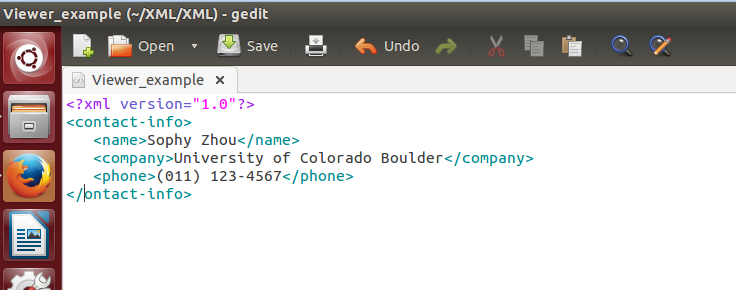 Viewer_example (~/XML/XML) - gedit
Open Save Undo
Viewer_example ×
<?xml version="1.0"?>
<contact-info>
   <name>Sophy Zhou</name>
   <company>University of Colorado Boulder</company>
   <phone>(011) 123-4567</phone>
</ontact-info>